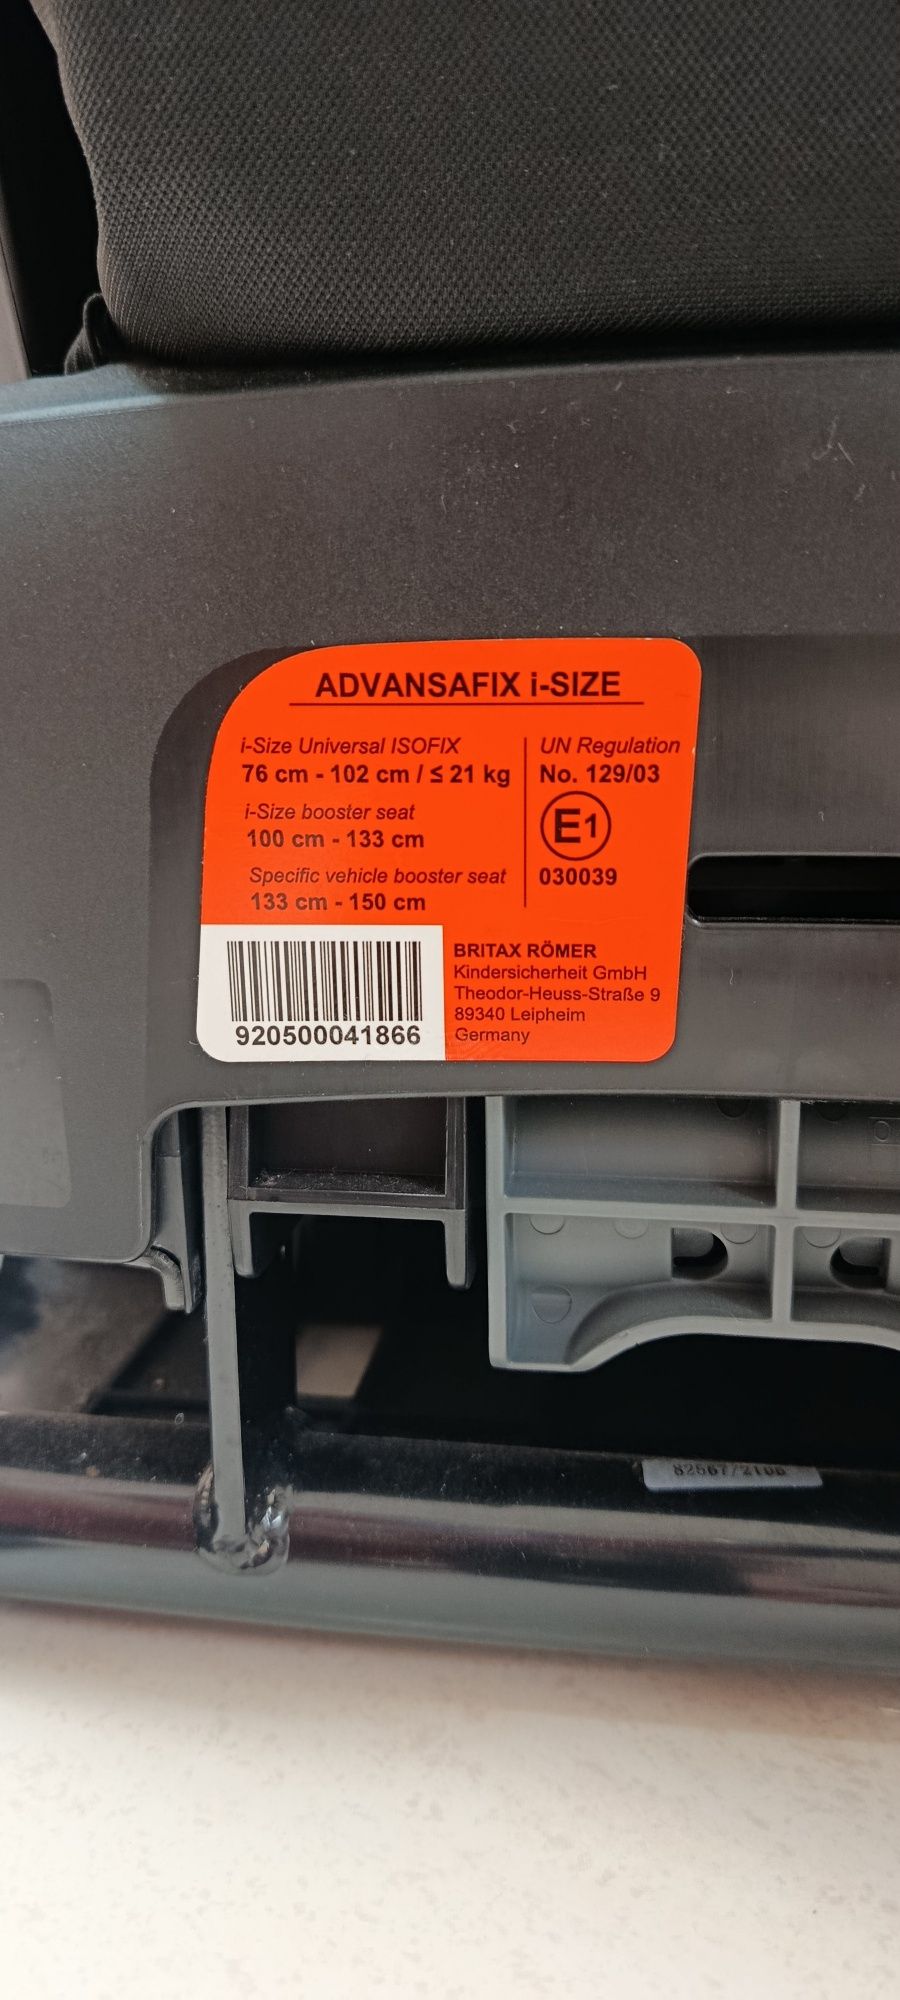 ADVANSAFIX i-SIZE
i-Size Universal ISOFIX
76 cm - 102 cm / ≤ 21 kg
i-Size booster seat
100 cm - 133 cm
Specific vehicle booster seat
133 cm - 150 cm
UN Regulation
No. 129/03
E1
030039
920500041866
BRITAX RÖMER
Kindersicherheit GmbH
Theodor-Heuss-Straße 9
89340 Leipheim
Germany